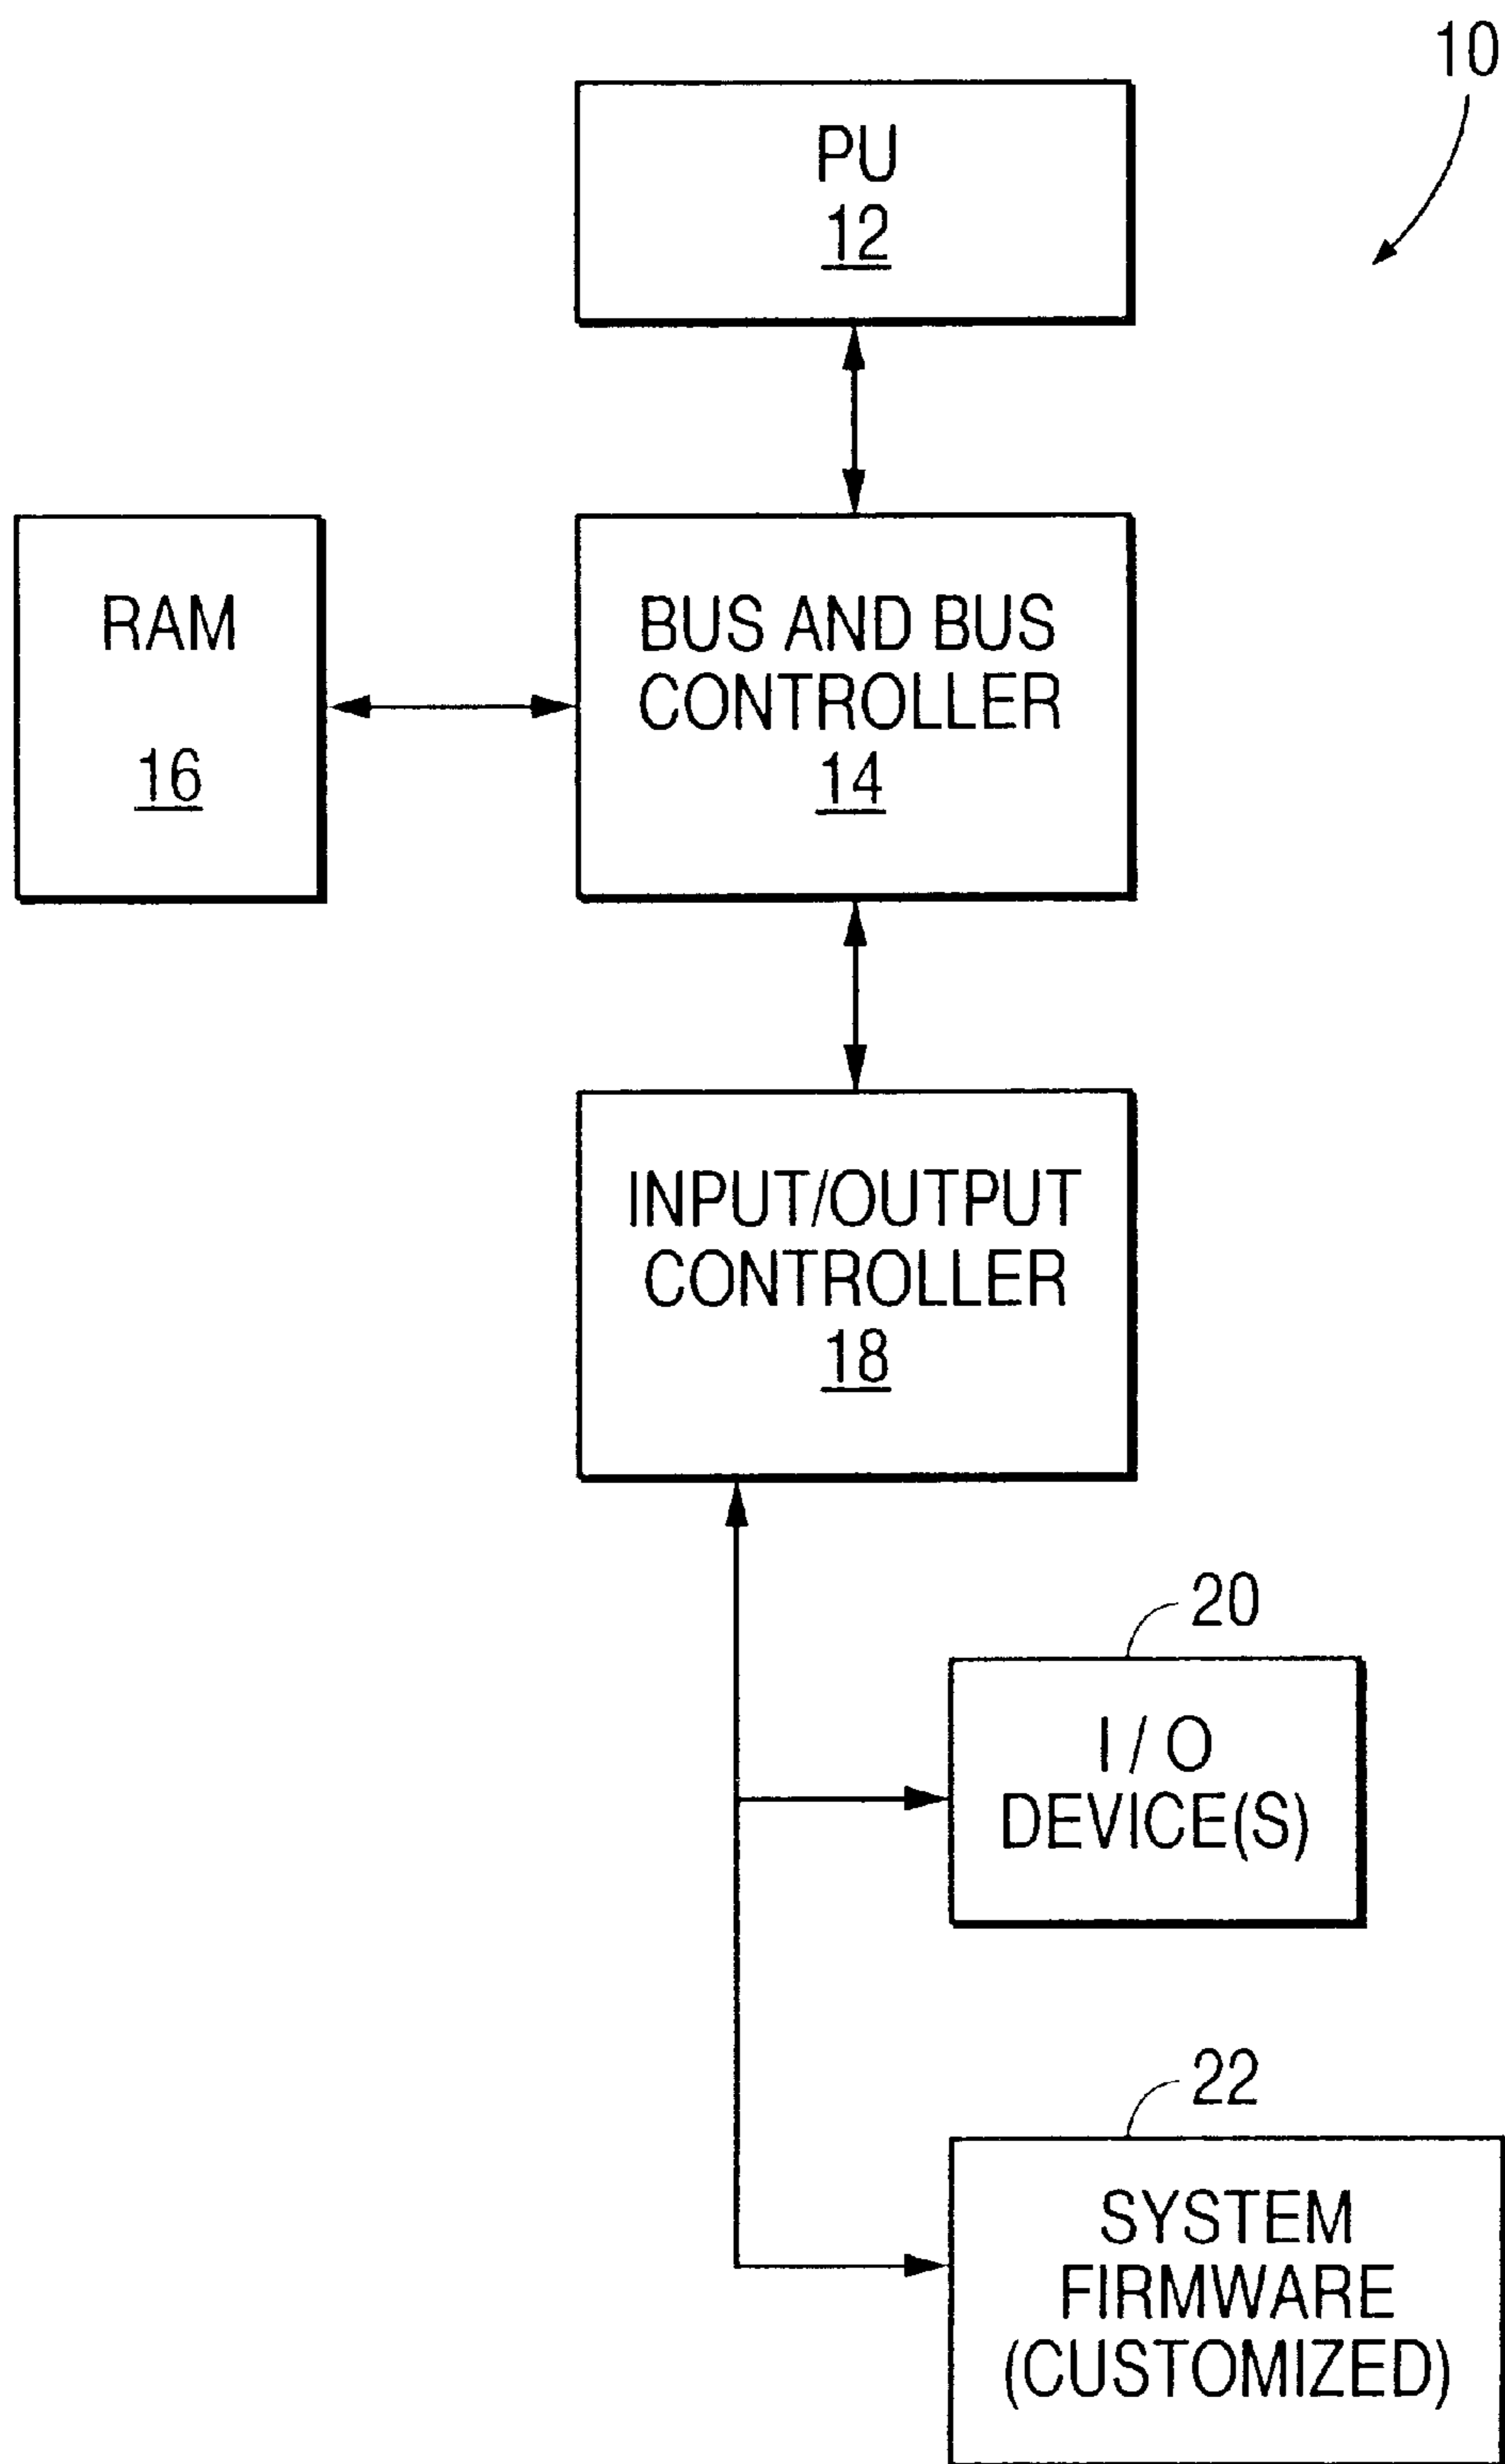 10
PU
12
RAM
16
BUS AND BUS
CONTROLLER
14
INPUT/OUTPUT
CONTROLLER
18
20
I / O
DEVICE(S)
22
SYSTEM
FIRMWARE
(CUSTOMIZED)